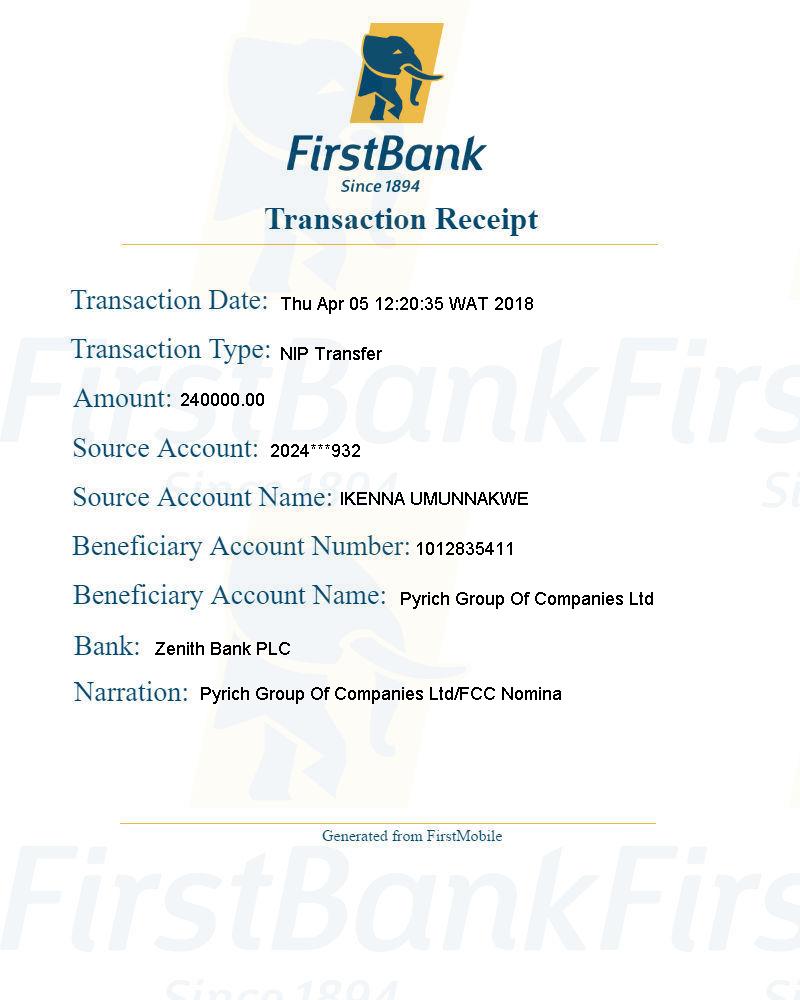 FirstBank
Since 1894
Transaction Receipt
Transaction Date: Thu Apr 05 12:20:35 WAT 2018
Transaction Type: NIP Transfer
Amount: 240000.00
Source Account: 2024***932
Source Account Name: IKENNA UMUNNAKWE
Beneficiary Account Number: 1012835411
Beneficiary Account Name: Pyrich Group Of Companies Ltd
Bank: Zenith Bank PLC
Narration: Pyrich Group Of Companies Ltd/FCC Nomina
Generated from FirstMobile